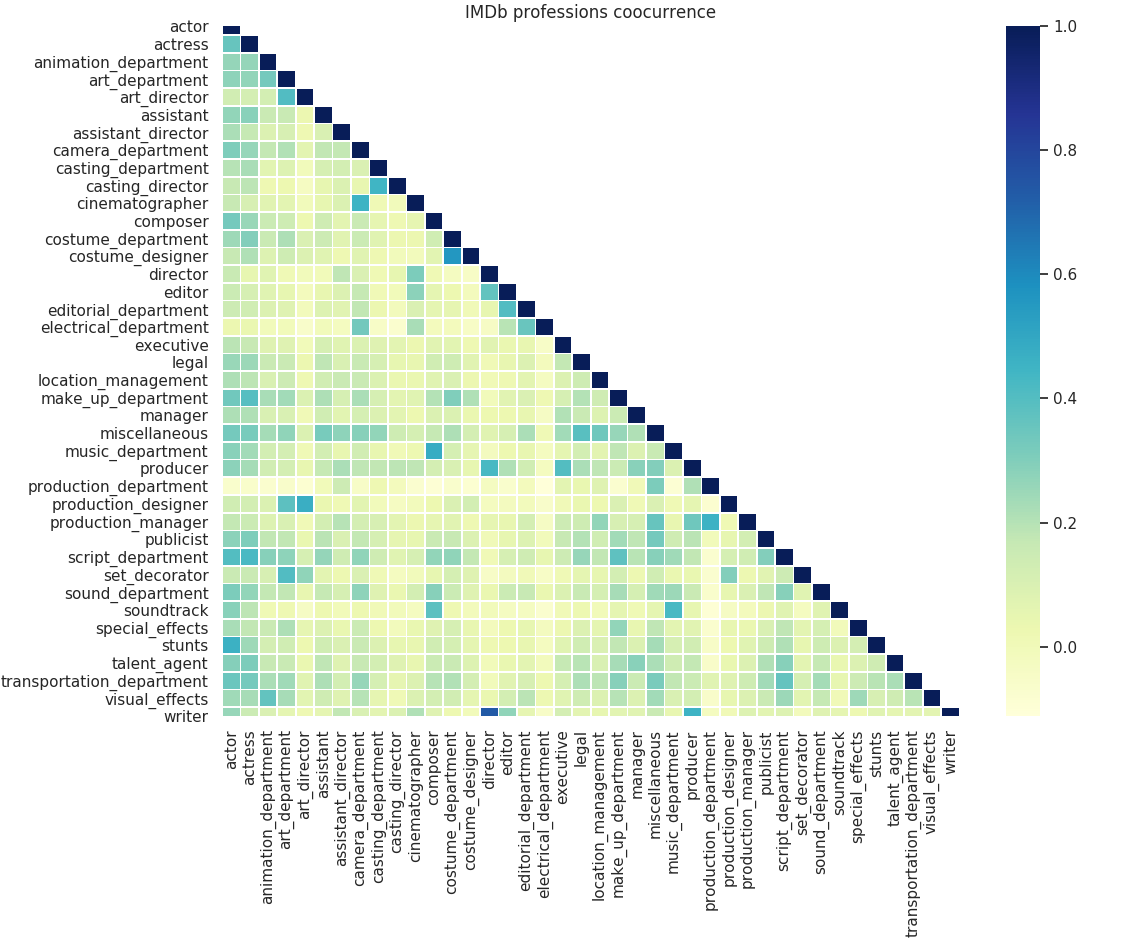 IMDb professions coocurrence
actor
actress
animation_department
art_department
art_director
assistant
assistant_director
camera_department
casting_department
casting_director
cinematographer
composer
costume_department
costume_designer
director
editor
editorial_department
electrical_department
executive
legal
location_management
make_up_department
manager
miscellaneous
music_department
producer
production_department
production_designer
production_manager
publicist
script_department
set_decorator
sound_department
soundtrack
special_effects
stunts
talent_agent
transportation_department
visual_effects
writer
actor
actress
animation_department
art_department
art_director
assistant
assistant_director
camera_department
casting_department
casting_director
cinematographer
composer
costume_department
costume_designer
director
editor
editorial_department
electrical_department
executive
legal
location_management
make_up_department
manager
miscellaneous
music_department
producer
production_department
production_designer
production_manager
publicist
script_department
set_decorator
sound_department
soundtrack
special_effects
stunts
talent_agent
transportation_department
visual_effects
writer
1.0
0.8
0.6
0.4
0.2
0.0